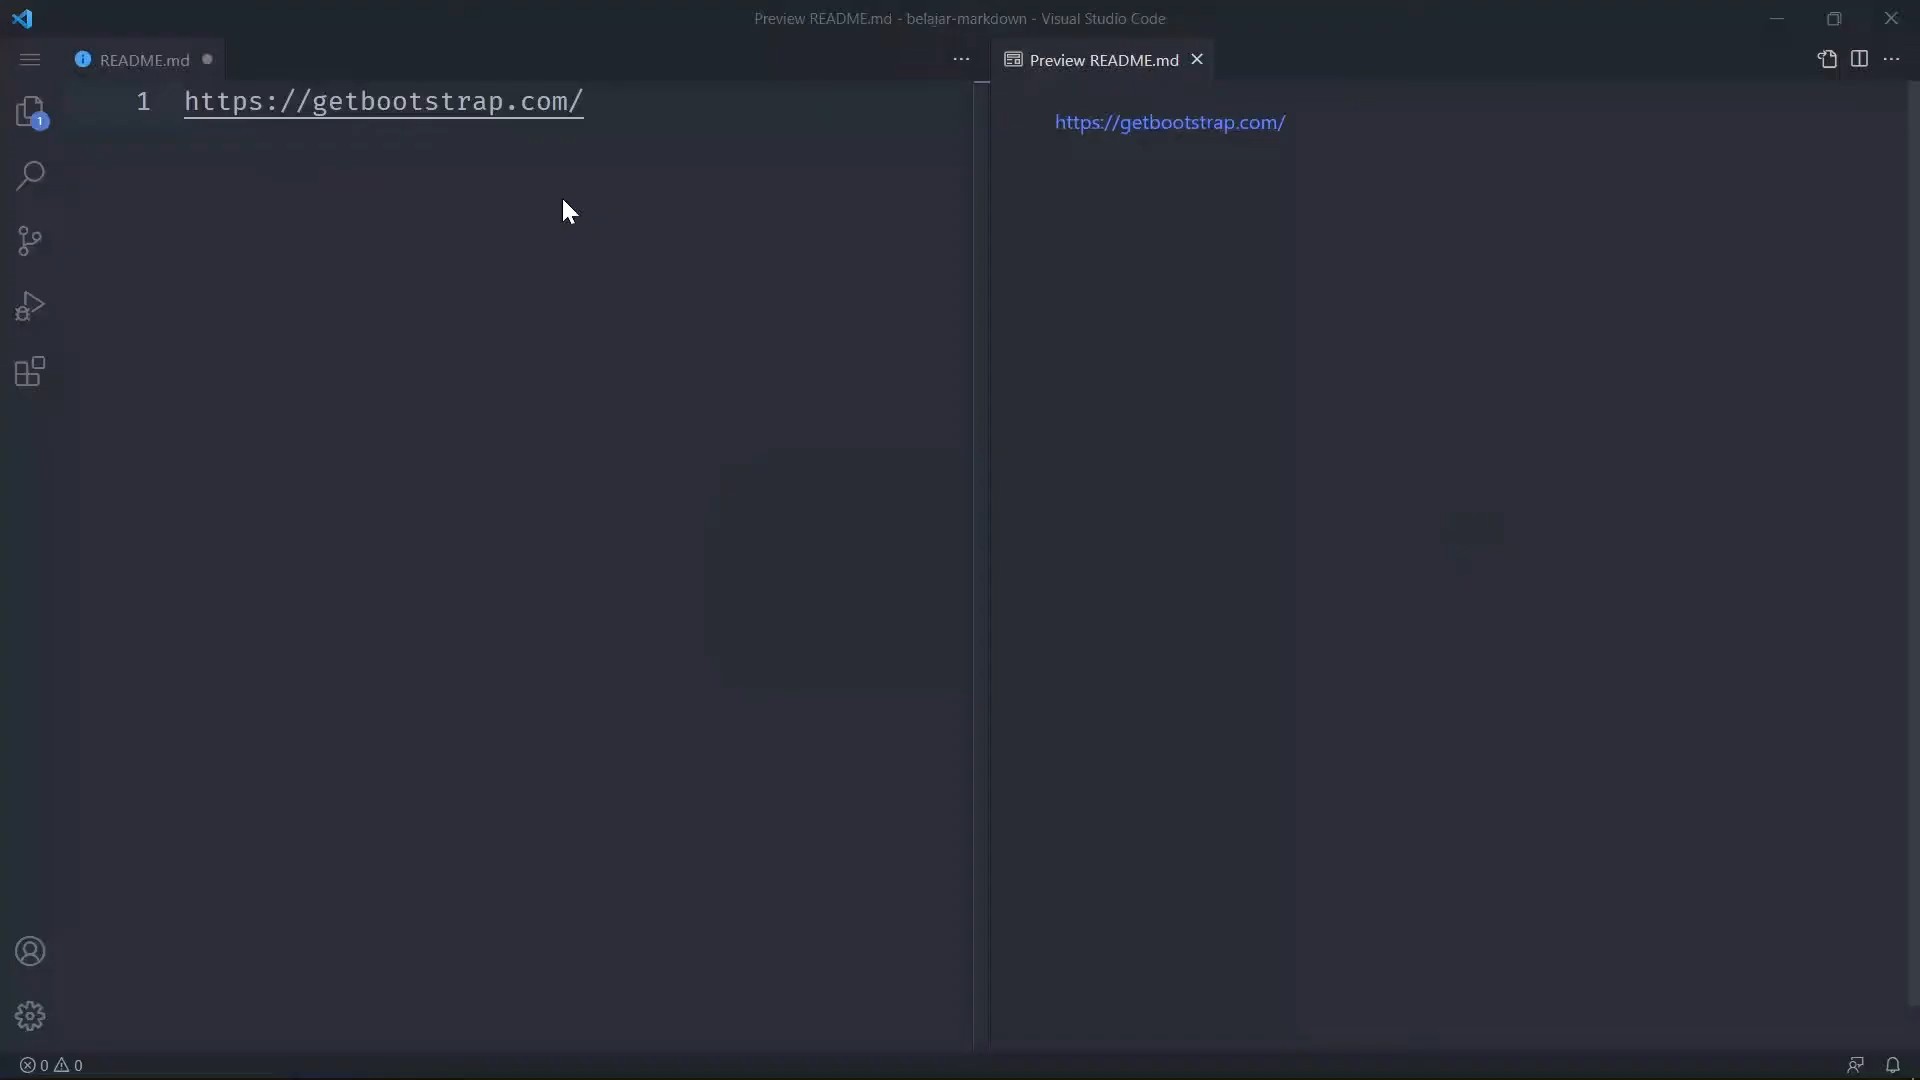 Preview README.md - belajar-markdown - Visual Studio Code
README.md
Preview README.md
1 https://getbootstrap.com/
https://getbootstrap.com/
1
0 0